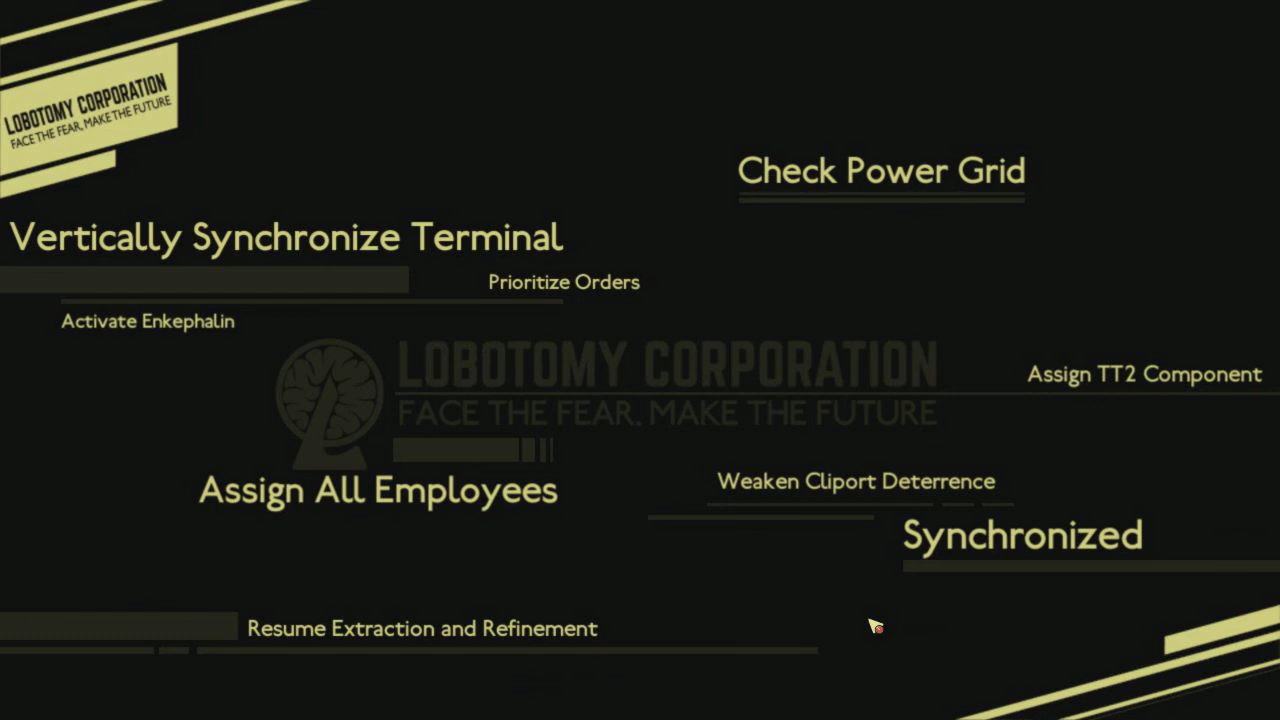 LOBOTOMY CORPORATION
FACE THE FEAR, MAKE THE FUTURE
Check Power Grid
Vertically Synchronize Terminal
Prioritize Orders
Activate Enkephalin
LOBOTOMY CORPORATION
FACE THE FEAR, MAKE THE FUTURE
Assign TT2 Component
Assign All Employees
Weaken Cliport Deterrence
Synchronized
Resume Extraction and Refinement